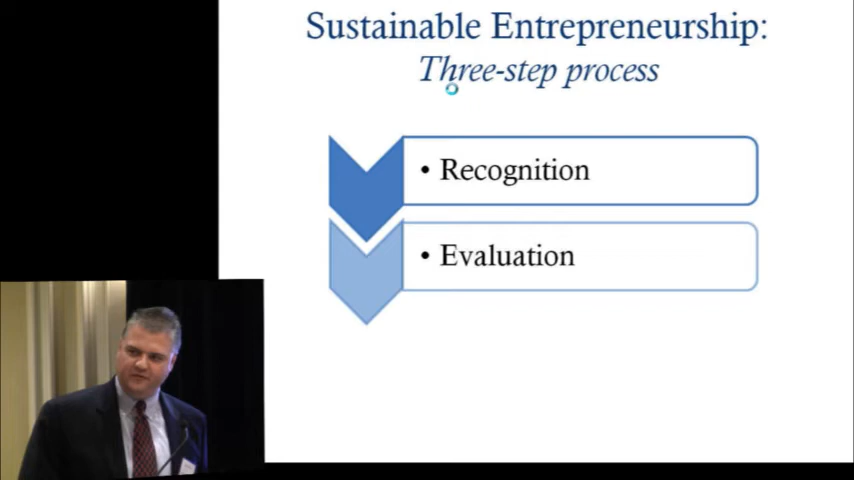 Sustainable Entrepreneurship:
Three-step process
• Recognition
• Evaluation